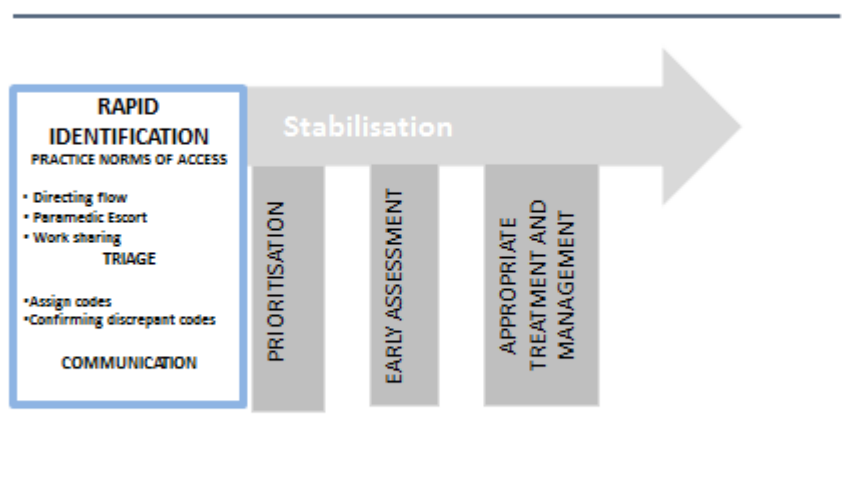 RAPID
IDENTIFICATION
PRACTICE NORMS OF ACCESS
• Directing flow
• Paramedic Escort
• Work sharing
TRIAGE
•Assign codes
•Confirming discrepant codes
COMMUNICATION
Stabilisation
PRIORITISATION
EARLY ASSESSMENT
APPROPRIATE
TREATMENT AND
MANAGEMENT